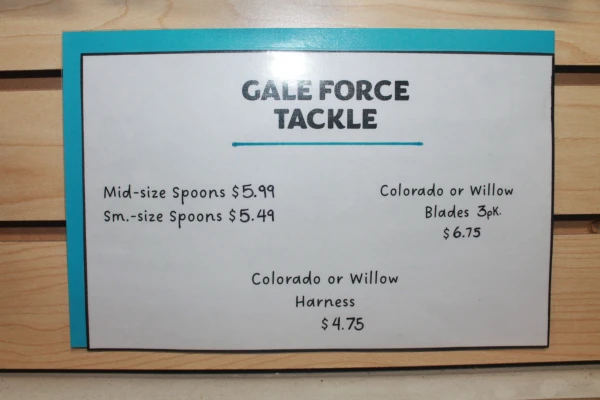 GALE FORCE
TACKLE
Mid-size Spoons $5.99
Sm.-size Spoons $5.49
Colorado or Willow
Blades 3pk.
$6.75
Colorado or Willow
Harness
$4.75